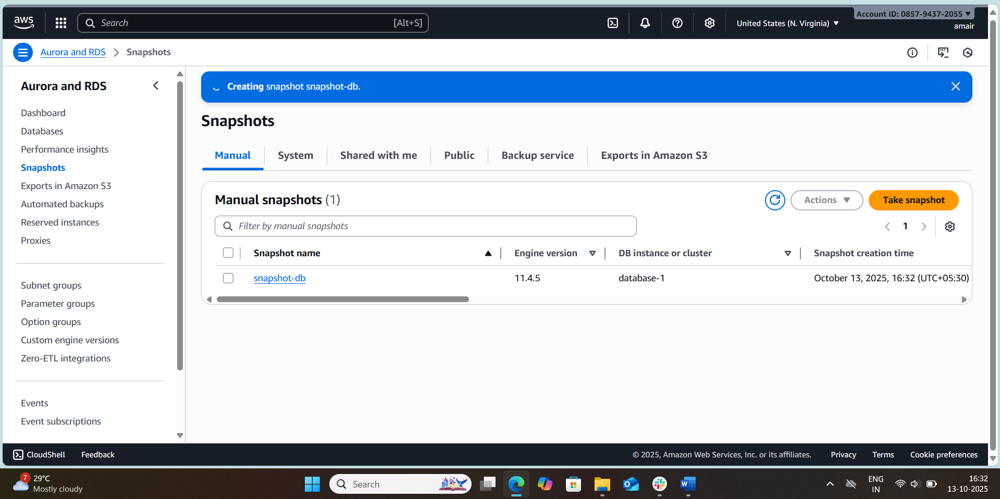 aws
Search [Alt+S]
United States (N. Virginia) ▼
Account ID: 0857-9437-2055 ▼
amair
Aurora and RDS > Snapshots
Aurora and RDS
Dashboard
Databases
Performance insights
Snapshots
Exports in Amazon S3
Automated backups
Reserved instances
Proxies
Subnet groups
Parameter groups
Option groups
Custom engine versions
Zero-ETL integrations
Events
Event subscriptions
Creating snapshot snapshot-db.
Snapshots
Manual System Shared with me Public Backup service Exports in Amazon S3
Manual snapshots (1)
Actions ▼ Take snapshot
Filter by manual snapshots
1
Snapshot name Engine version DB instance or cluster Snapshot creation time
snapshot-db 11.4.5 database-1 October 13, 2025, 16:32 (UTC+05:30)
CloudShell Feedback © 2025, Amazon Web Services, Inc. or its affiliates. Privacy Terms Cookie preferences
7
29°C
Mostly cloudy
Search
ENG
IN
16:32
13-10-2025